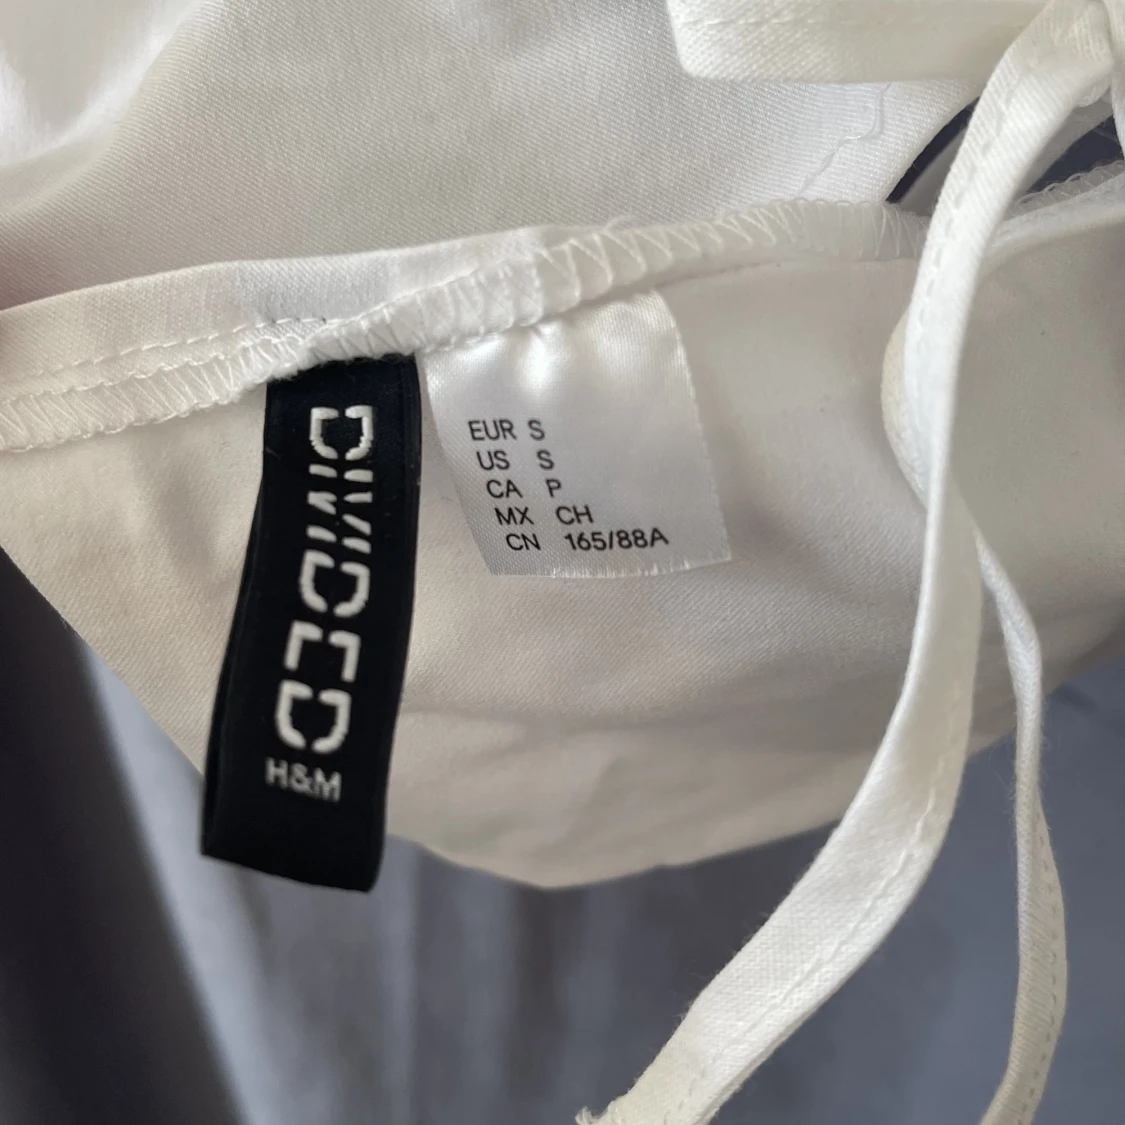 DIVIDED
H&M
EUR S
US S
CA P
MX CH
CN 165/88A